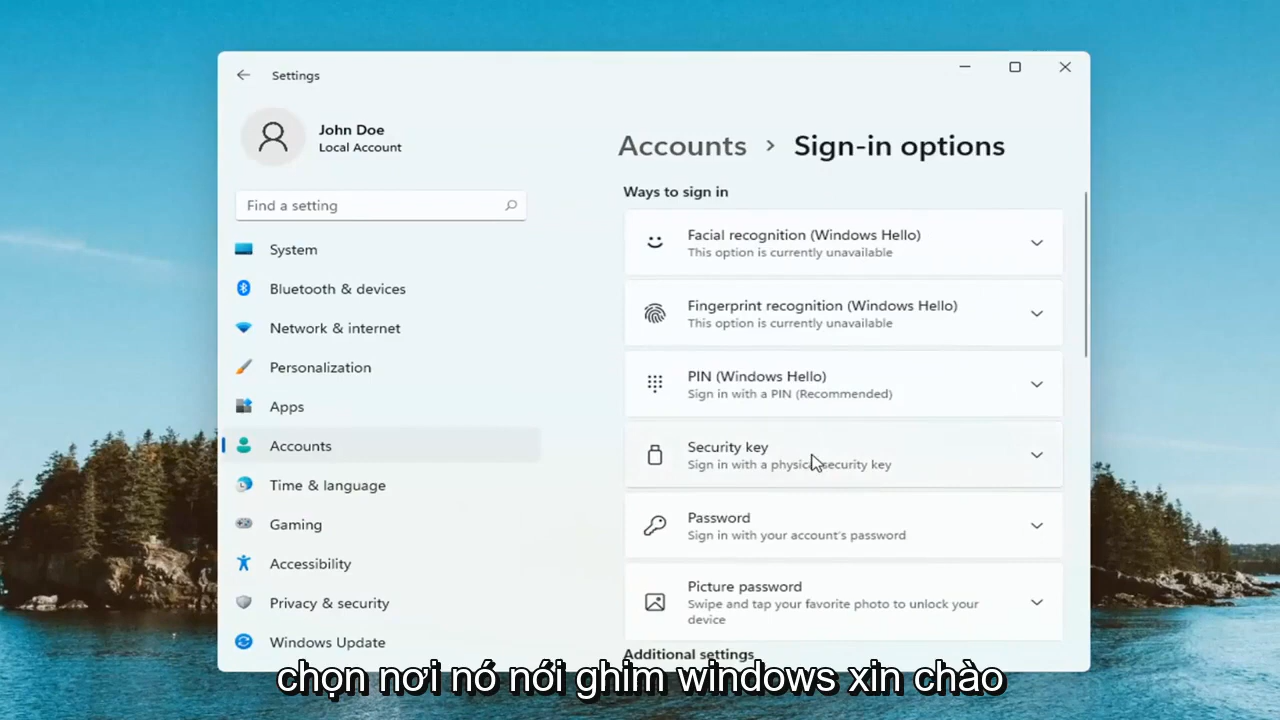 Settings
John Doe
Local Account
Find a setting
System
Bluetooth & devices
Network & internet
Personalization
Apps
Accounts
Time & language
Gaming
Accessibility
Privacy & security
Windows Update
Accounts > Sign-in options
Ways to sign in
Facial recognition (Windows Hello)
This option is currently unavailable
Fingerprint recognition (Windows Hello)
This option is currently unavailable
PIN (Windows Hello)
Sign in with a PIN (Recommended)
Security key
Sign in with a physical security key
Password
Sign in with your account's password
Picture password
Swipe and tap your favorite photo to unlock your
device
Additional settings
chọn nơi nó nói ghim windows xin chào